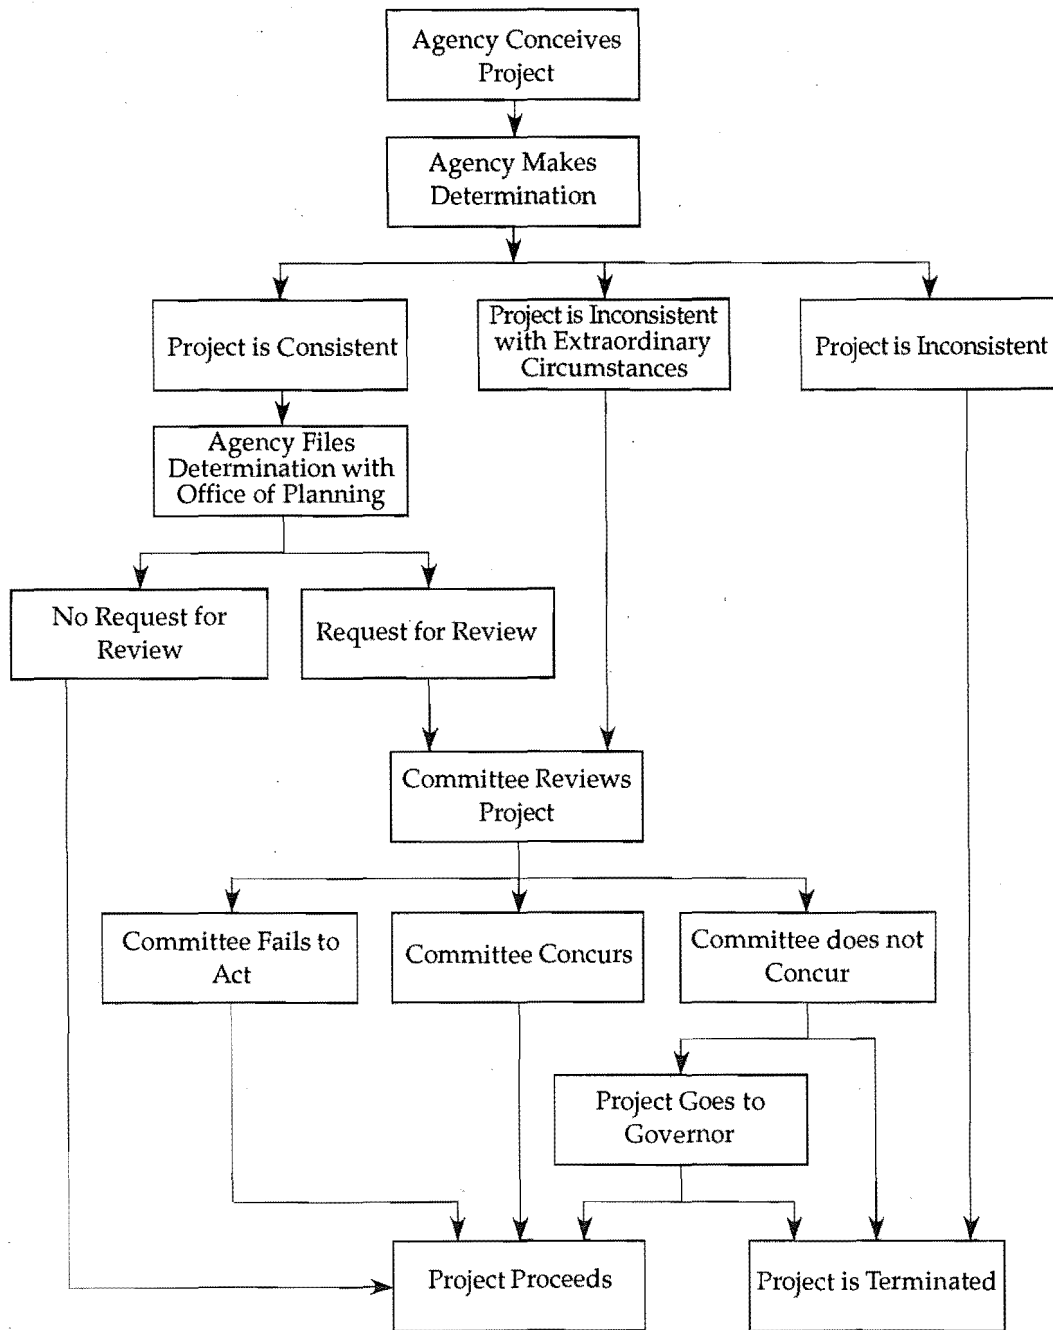 Agency Conceives
Project
Agency Makes
Determination
Project is Consistent
Project is Inconsistent
with Extraordinary
Circumstances
Project is Inconsistent
Agency Files
Determination with
Office of Planning
No Request for
Review
Request for Review
Committee Reviews
Project
Committee Fails to
Act
Committee Concurs
Committee does not
Concur
Project Goes to
Governor
Project Proceeds
Project is Terminated